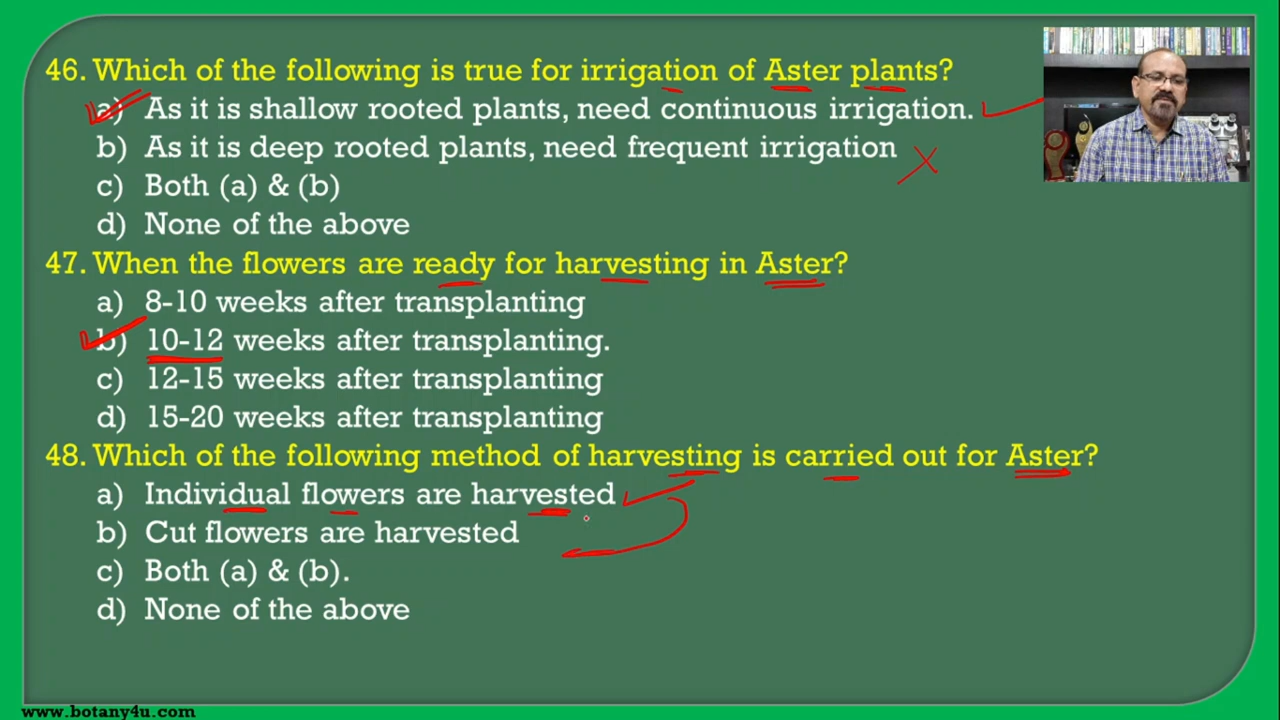 46. Which of the following is true for irrigation of Aster plants?
a) As it is shallow rooted plants, need continuous irrigation.
b) As it is deep rooted plants, need frequent irrigation
c) Both (a) & (b)
d) None of the above
47. When the flowers are ready for harvesting in Aster?
a) 8-10 weeks after transplanting
b) 10-12 weeks after transplanting.
c) 12-15 weeks after transplanting
d) 15-20 weeks after transplanting
48. Which of the following method of harvesting is carried out for Aster?
a) Individual flowers are harvested
b) Cut flowers are harvested
c) Both (a) & (b).
d) None of the above
www.botany4u.com